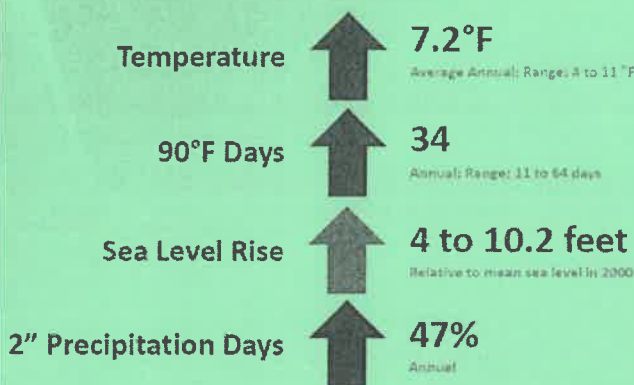 Temperature
7.2°F
Average Annual: Range: 4 to 11 °F
90°F Days
34
Annual: Range: 11 to 64 days
Sea Level Rise
4 to 10.2 feet
Relative to mean sea level in 2000
2" Precipitation Days
47%
Annual